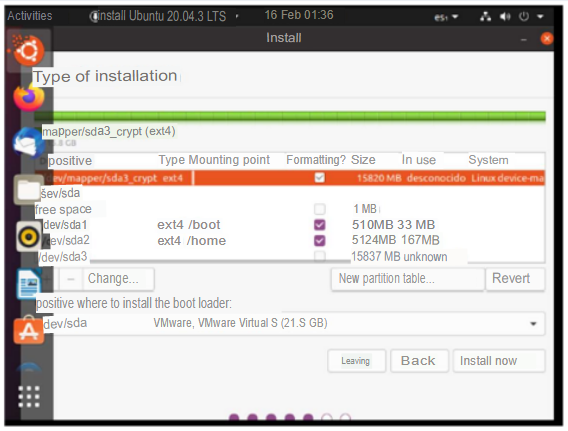 Activities install Ubuntu 20.04.3 LTS 16 Feb 01:36 es₁
Install
Type of installation
mapper/sda3_crypt (ext4)
.8 GB
positive Type Mounting point Formatting? Size In use System
dev/mapper/sda3_crypt ext4 15820 MB desconocido Linux device-ma
sev/sda
free space 1 MB
/dev/sda1 ext4 /boot 510MB 33 MB
/dev/sda2 ext4 /home 5124MB 167MB
/dev/sda3 15837 MB unknown
– Change... New partition table... Revert
positive where to install the boot loader:
dev/sda VMware, VMware Virtual S (21.S GB)
Leaving Back Install now